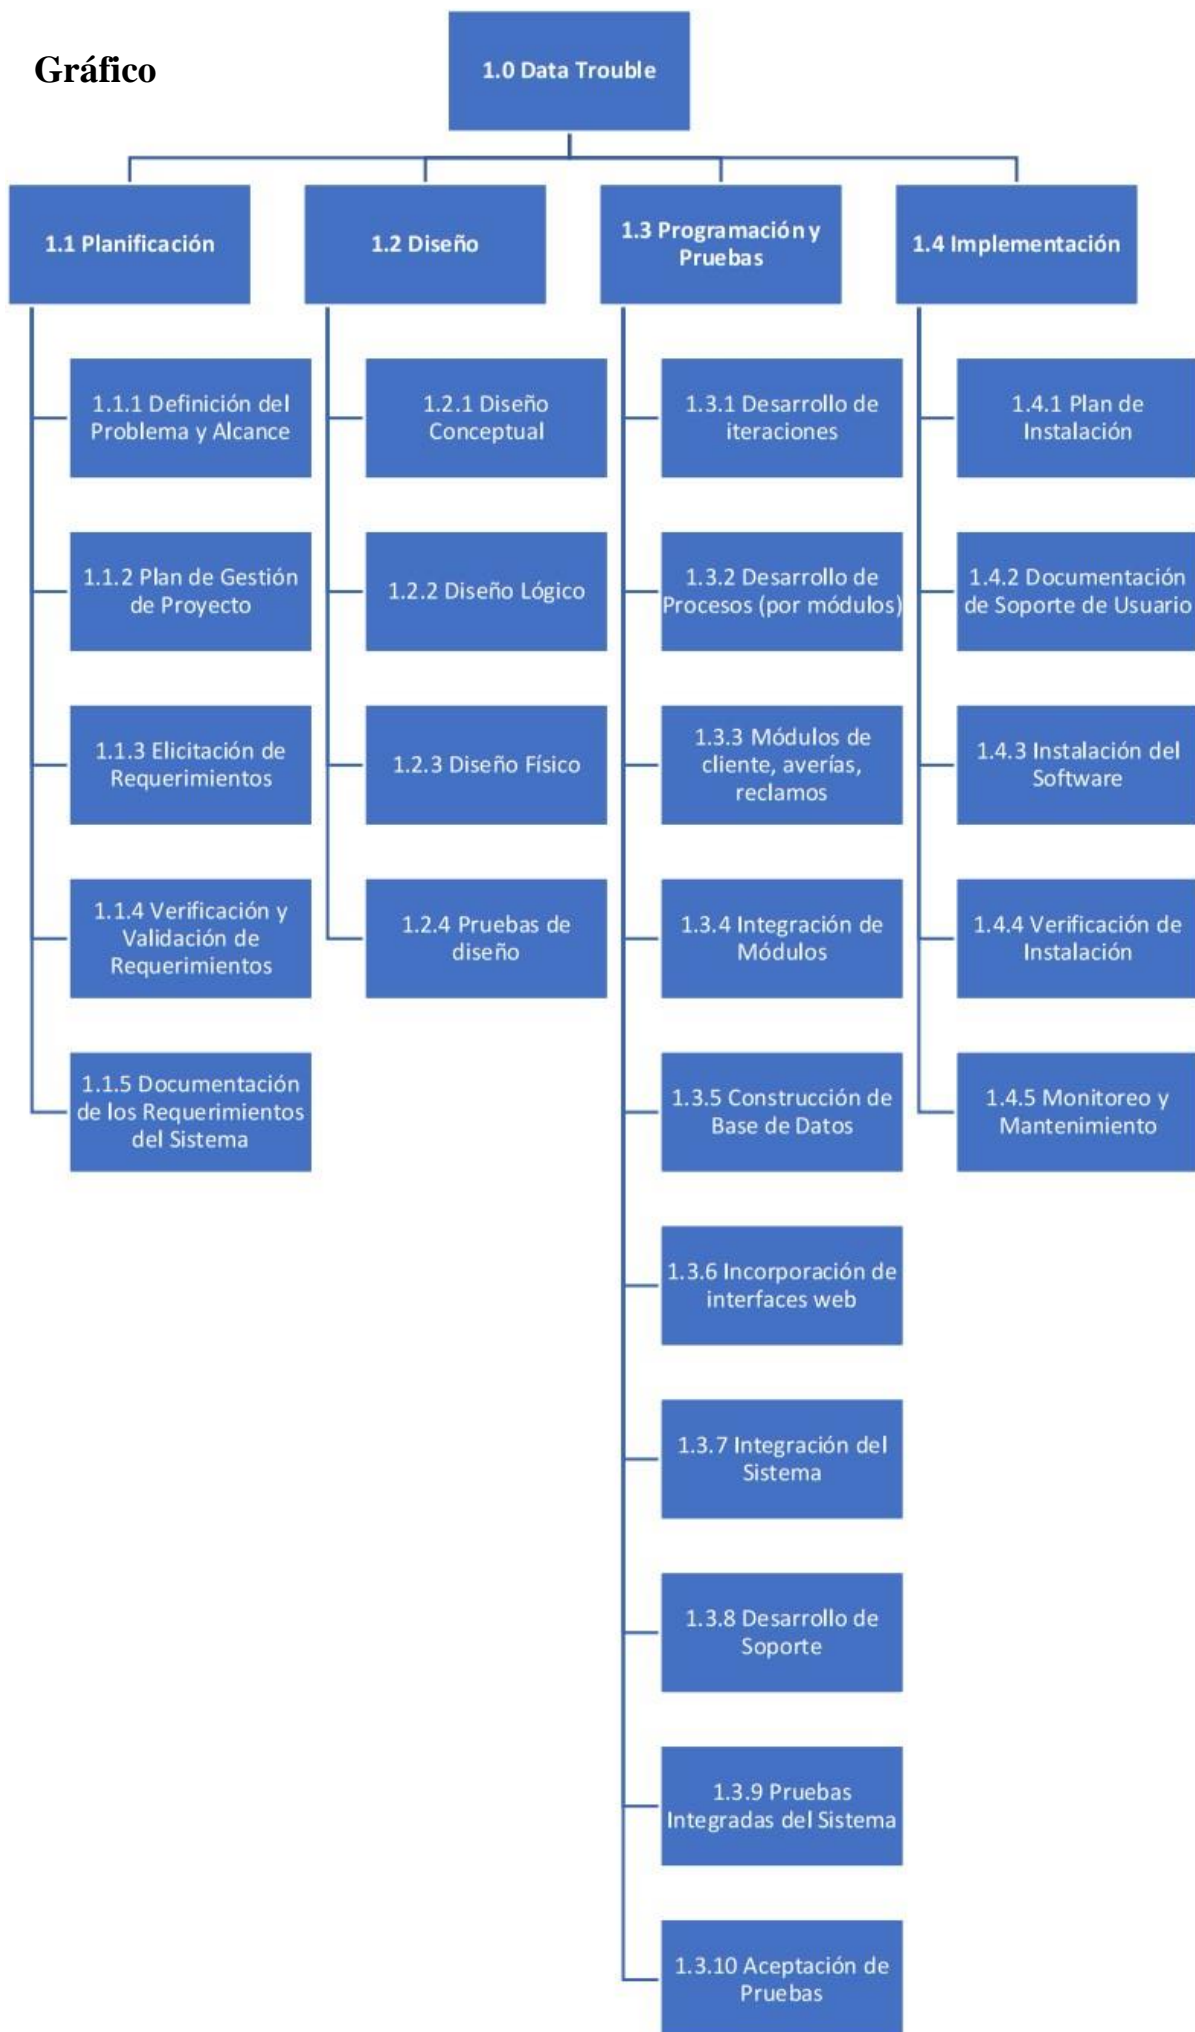 Gráfico
1.0 Data Trouble
1.1 Planificación
1.1.1 Definición del
Problema y Alcance
1.1.2 Plan de Gestión
de Proyecto
1.1.3 Elicitación de
Requerimientos
1.1.4 Verificación y
Validación de
Requerimientos
1.1.5 Documentación
de los Requerimientos
del Sistema
1.2 Diseño
1.2.1 Diseño
Conceptual
1.2.2 Diseño Lógico
1.2.3 Diseño Físico
1.2.4 Pruebas de
diseño
1.3 Programación y
Pruebas
1.3.1 Desarrollo de
iteraciones
1.3.2 Desarrollo de
Procesos (por módulos)
1.3.3 Módulos de
cliente, averías,
reclamos
1.3.4 Integración de
Módulos
1.3.5 Construcción de
Base de Datos
1.3.6 Incorporación de
interfaces web
1.3.7 Integración del
Sistema
1.3.8 Desarrollo de
Soporte
1.3.9 Pruebas
Integradas del Sistema
1.3.10 Aceptación de
Pruebas
1.4 Implementación
1.4.1 Plan de
Instalación
1.4.2 Documentación
de Soporte de Usuario
1.4.3 Instalación del
Software
1.4.4 Verificación de
Instalación
1.4.5 Monitoreo y
Mantenimiento